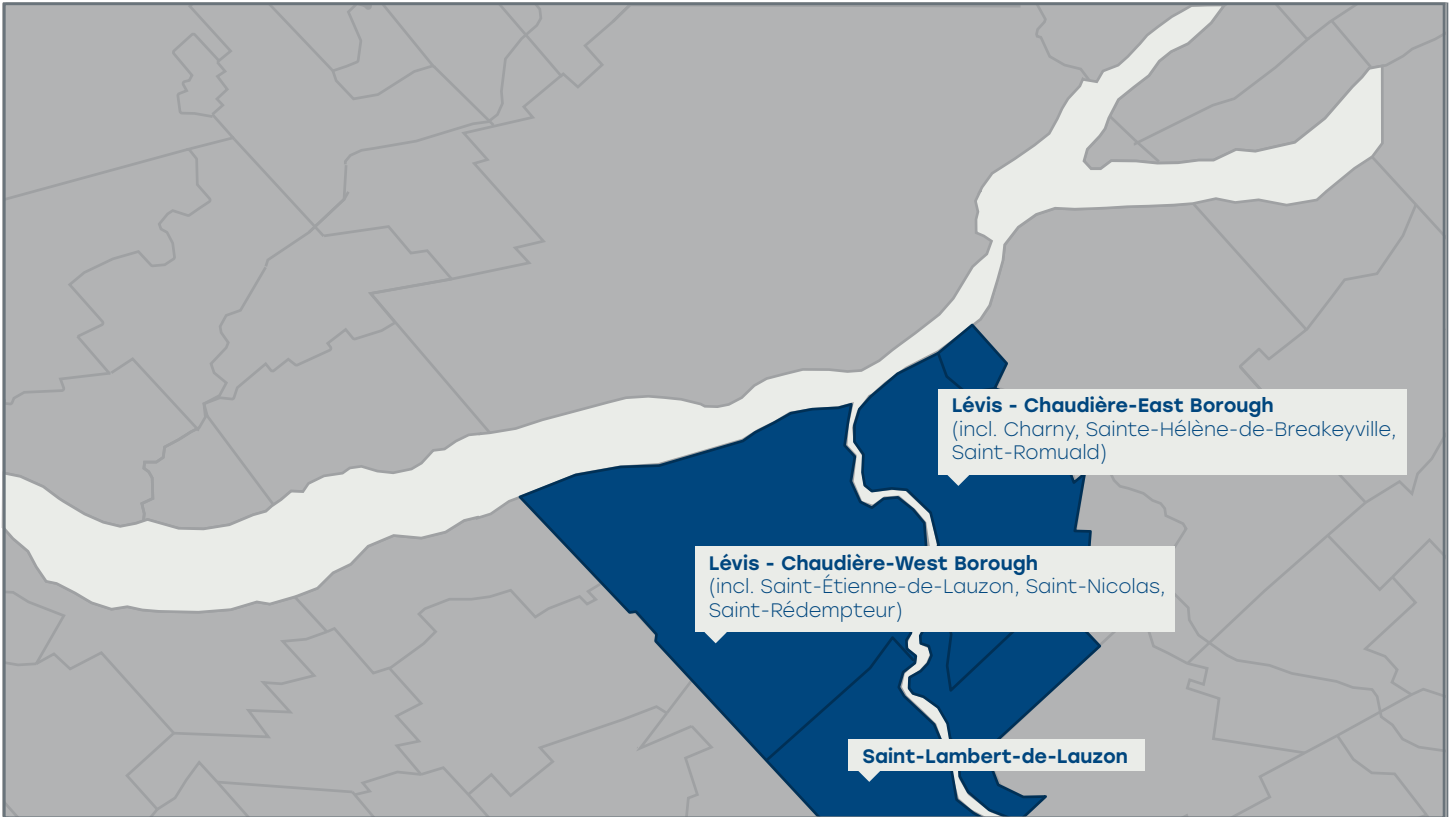 Lévis - Chaudière-East Borough
(incl. Charny, Sainte-Hélène-de-Breakeyville,
Saint-Romuald)
Lévis - Chaudière-West Borough
(incl. Saint-Étienne-de-Lauzon, Saint-Nicolas,
Saint-Rédempteur)
Saint-Lambert-de-Lauzon